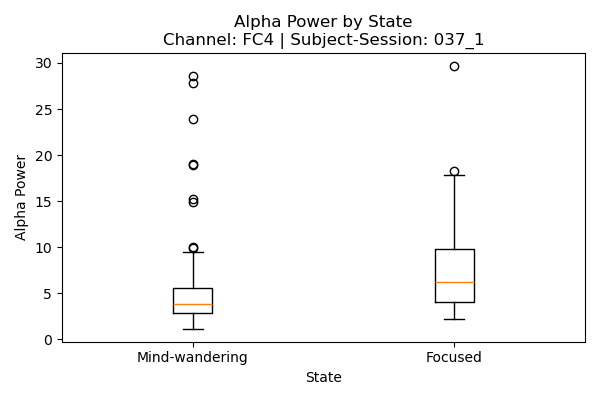 Alpha Power by State
Channel: FC4 | Subject-Session: 037_1
30
25
20
15
10
5
0
Alpha Power
Mind-wandering
Focused
State